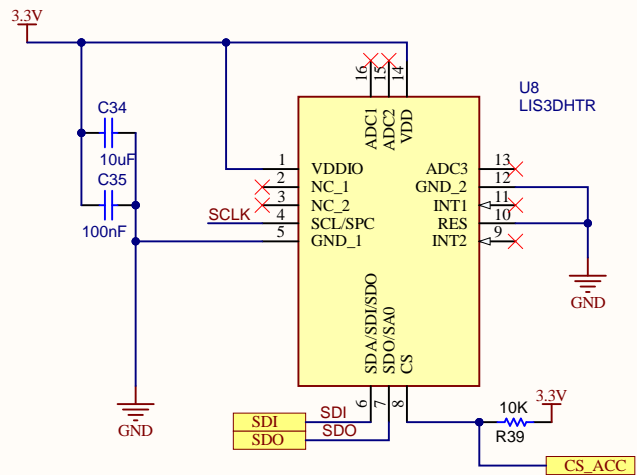 3.3V
C34
10uF
C35
100nF
U8
LIS3DHTR
16
15
14
ADC1
ADC2
VDD
1
VDDIO
2
NC_1
3
NC_2
SCLK
4
SCL/SPC
5
GND_1
ADC3
13
GND_2
12
INT1
11
RES
10
INT2
9
GND
SDA/SDI/SDO
SDO/SA0
CS
6
7
8
GND
SDI
SDI
SDO
SDO
10K
R39
3.3V
CS_ACC